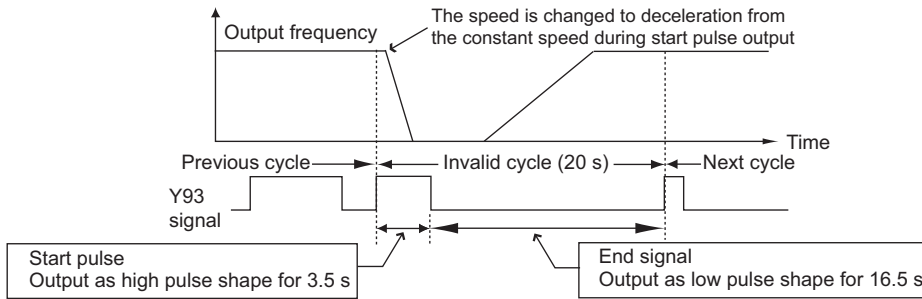 Output frequency
The speed is changed to deceleration from
the constant speed during start pulse output
Time
Previous cycle
Invalid cycle (20 s)
Next cycle
Y93
signal
Start pulse
Output as high pulse shape for 3.5 s
End signal
Output as low pulse shape for 16.5 s